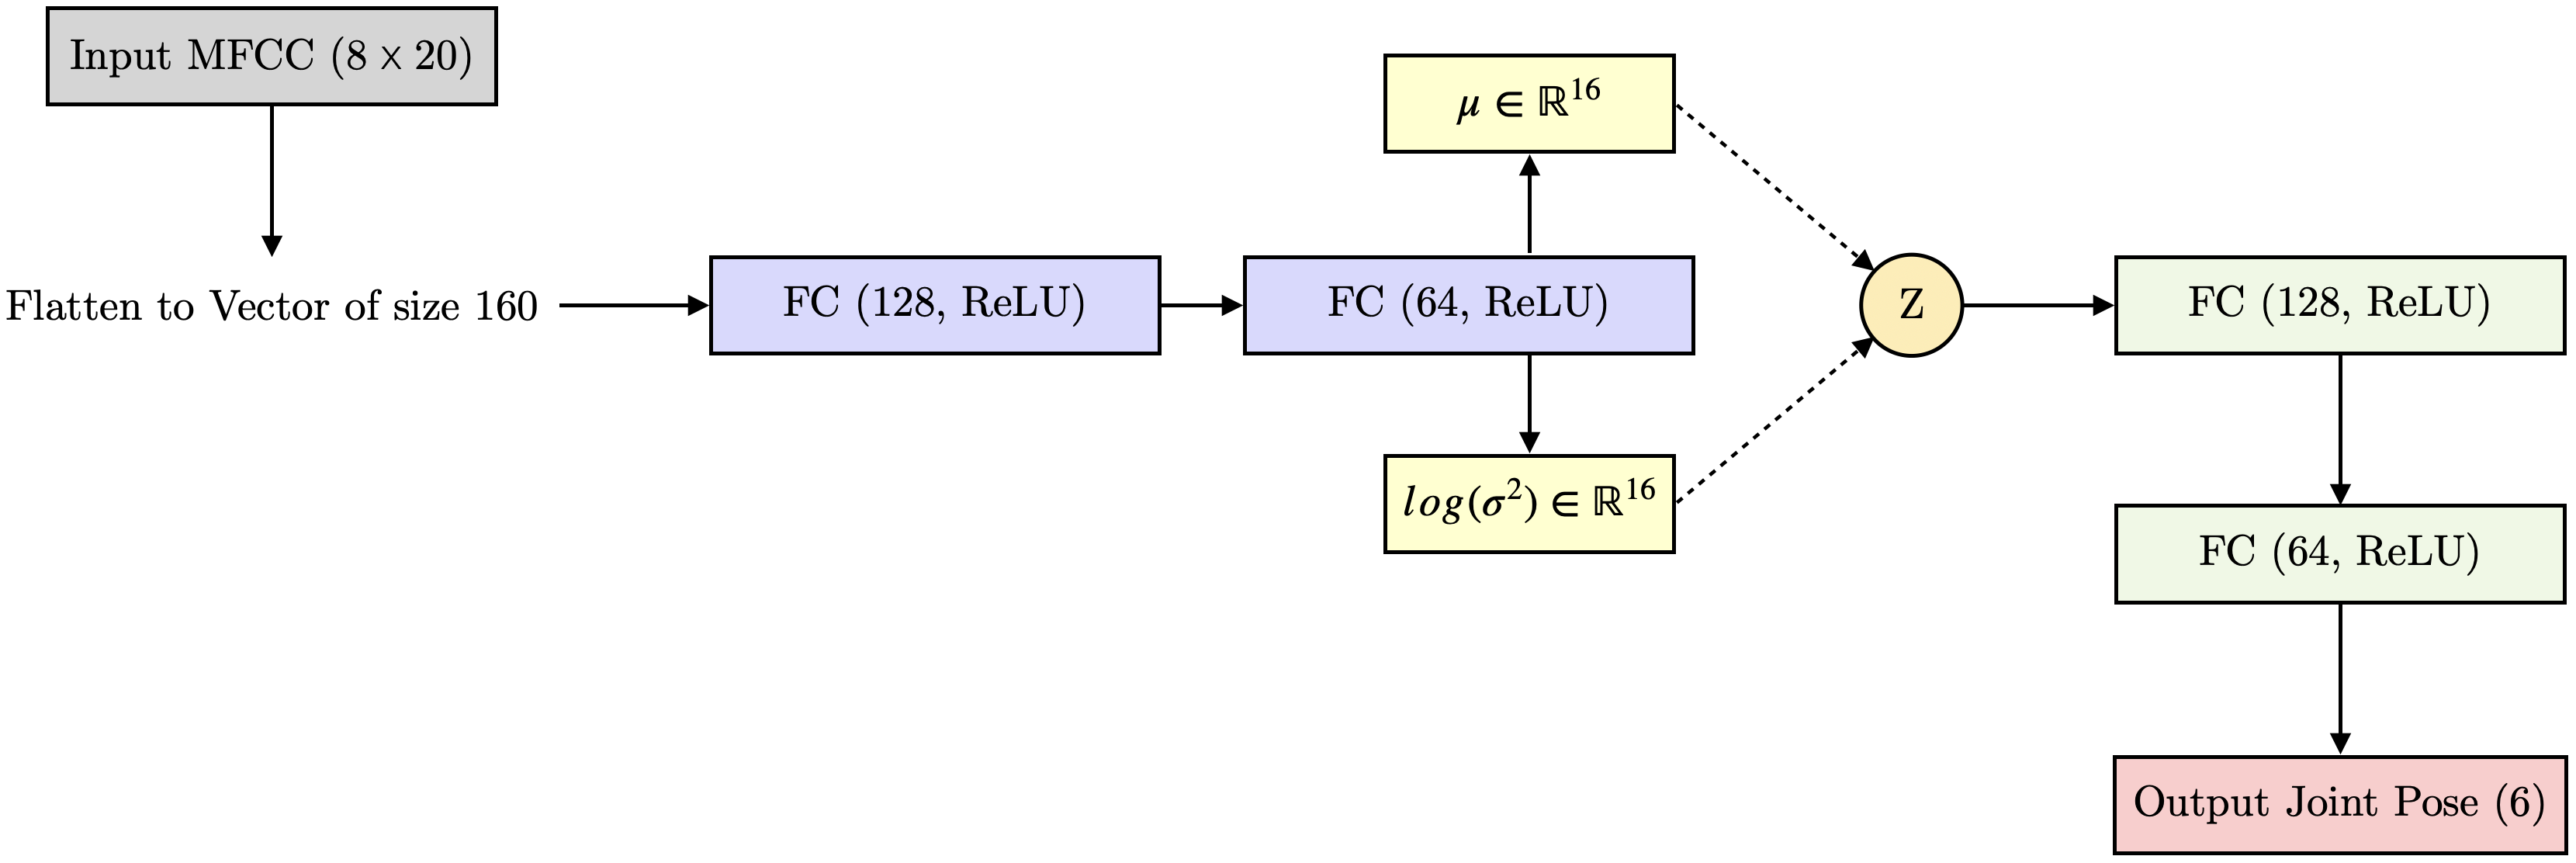 Input MFCC (8 × 20)
Flatten to Vector of size 160
FC (128, ReLU)
FC (64, ReLU)
μ ∈ ℝ¹⁶
log(σ²) ∈ ℝ¹⁶
Z
FC (128, ReLU)
FC (64, ReLU)
Output Joint Pose (6)